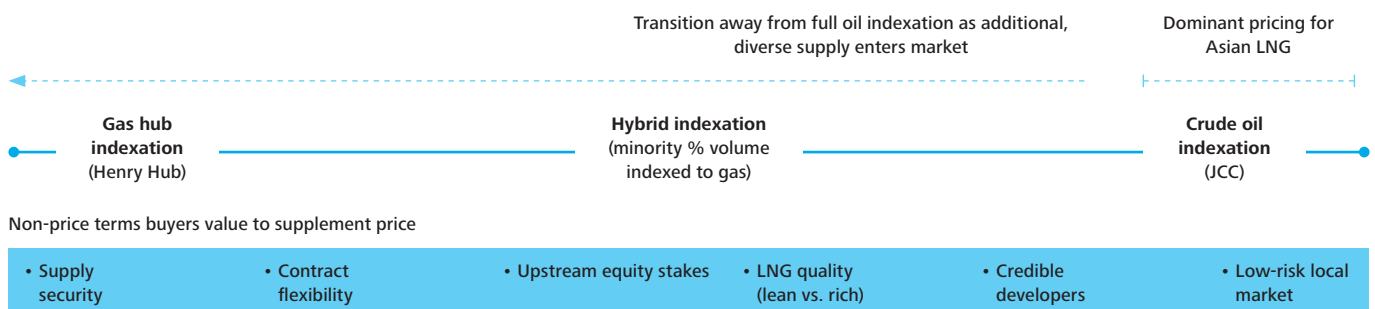 Transition away from full oil indexation as additional,
diverse supply enters market
Dominant pricing for
Asian LNG
Gas hub
indexation
(Henry Hub)
Hybrid indexation
(minority % volume
indexed to gas)
Crude oil
indexation
(JCC)
Non-price terms buyers value to supplement price
• Supply
security
• Contract
flexibility
• Upstream equity stakes
• LNG quality
(lean vs. rich)
• Credible
developers
• Low-risk local
market